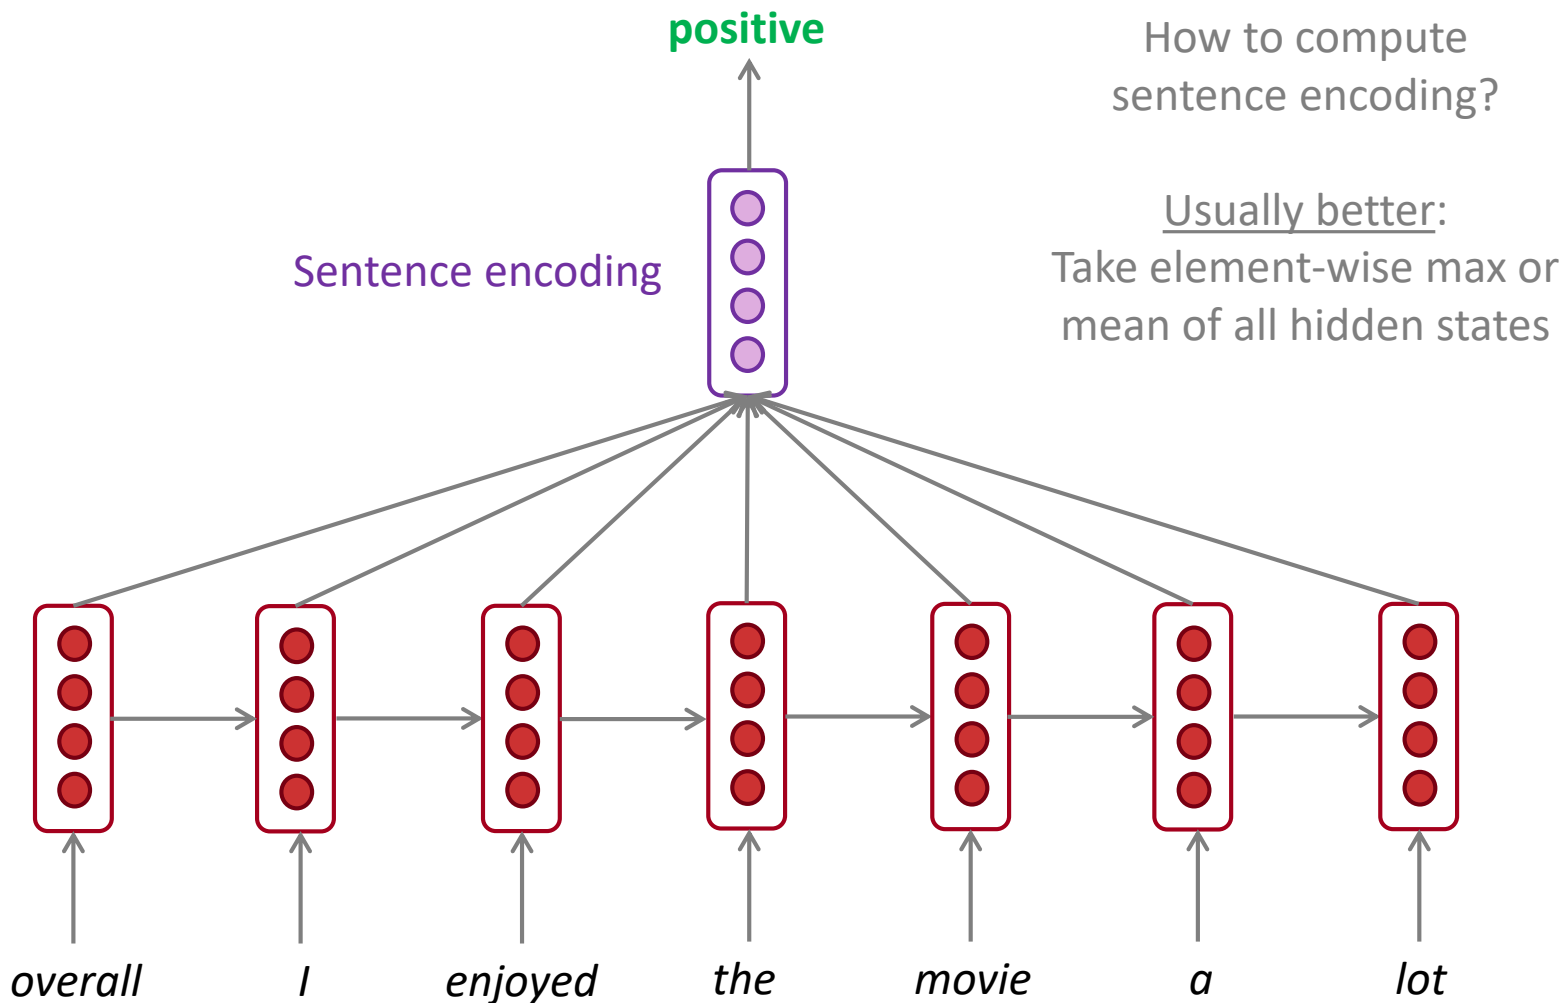 positive
How to compute
sentence encoding?
Usually better:
Take element-wise max or
mean of all hidden states
Sentence encoding
overall I enjoyed the movie a lot